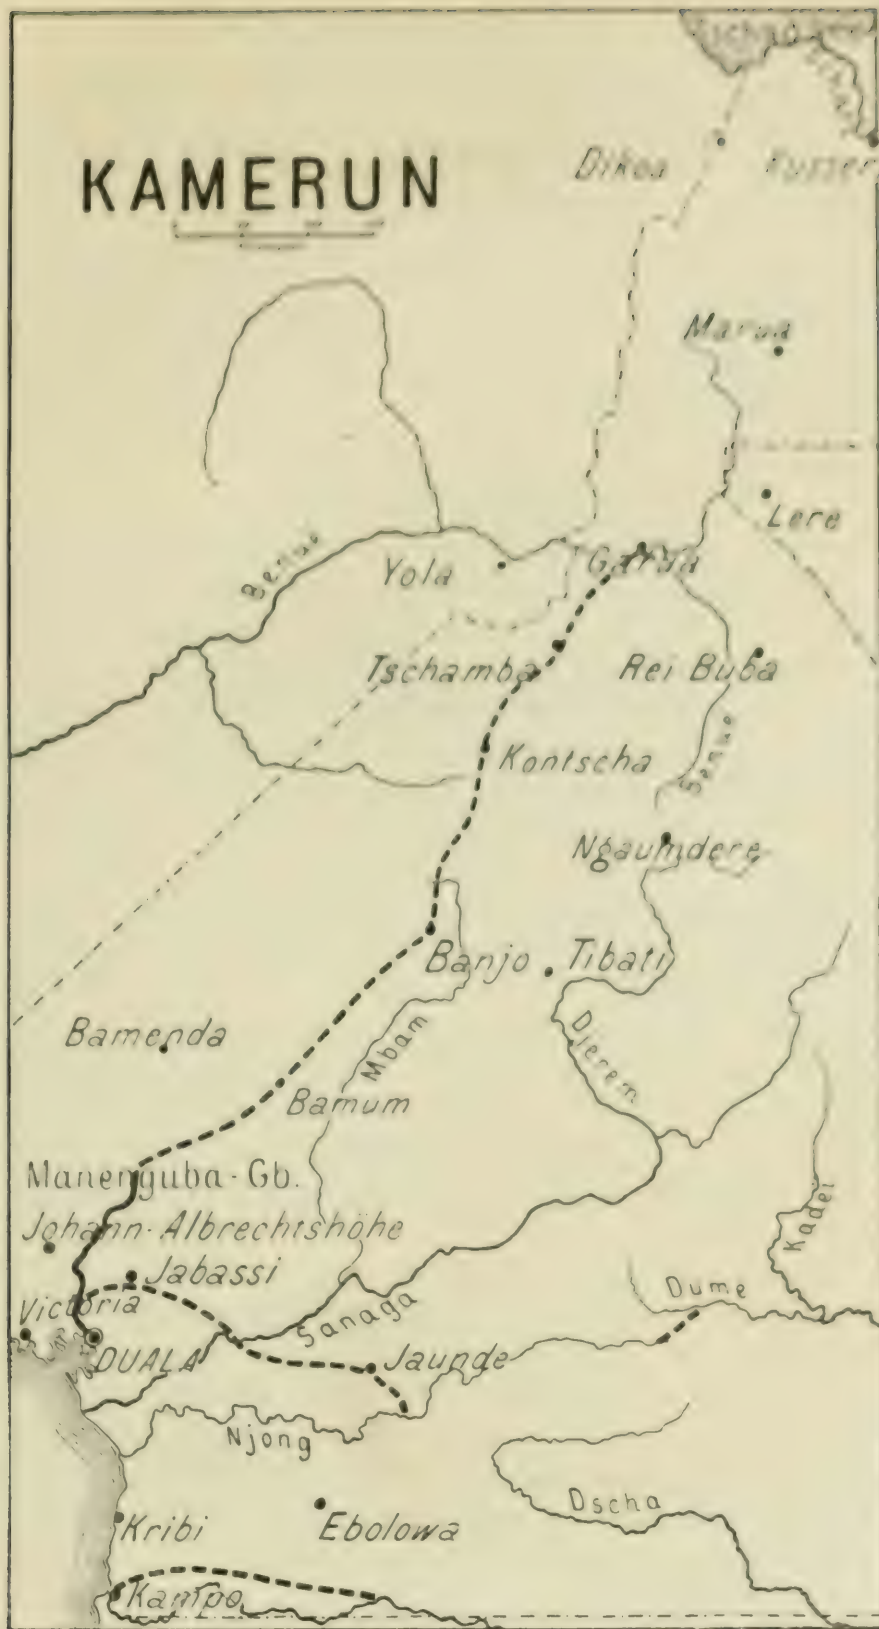 KAMERUN
Dikoa
Marua
Lere
Benue
Yola
Garua
Tschamba
Rei Buba
Kontscha
Benue
Ngaumdere
Banjo
Tibati
Bamenda
Mbam
Djerem
Bamum
Manenguba-Gb.
Johann-Albrechtshöhe
Kadei
Jabassi
Dume
Victoria
Sanaga
DUALA
Jaunde
Njong
Dscha
Kribi
Ebolowa
Kampo